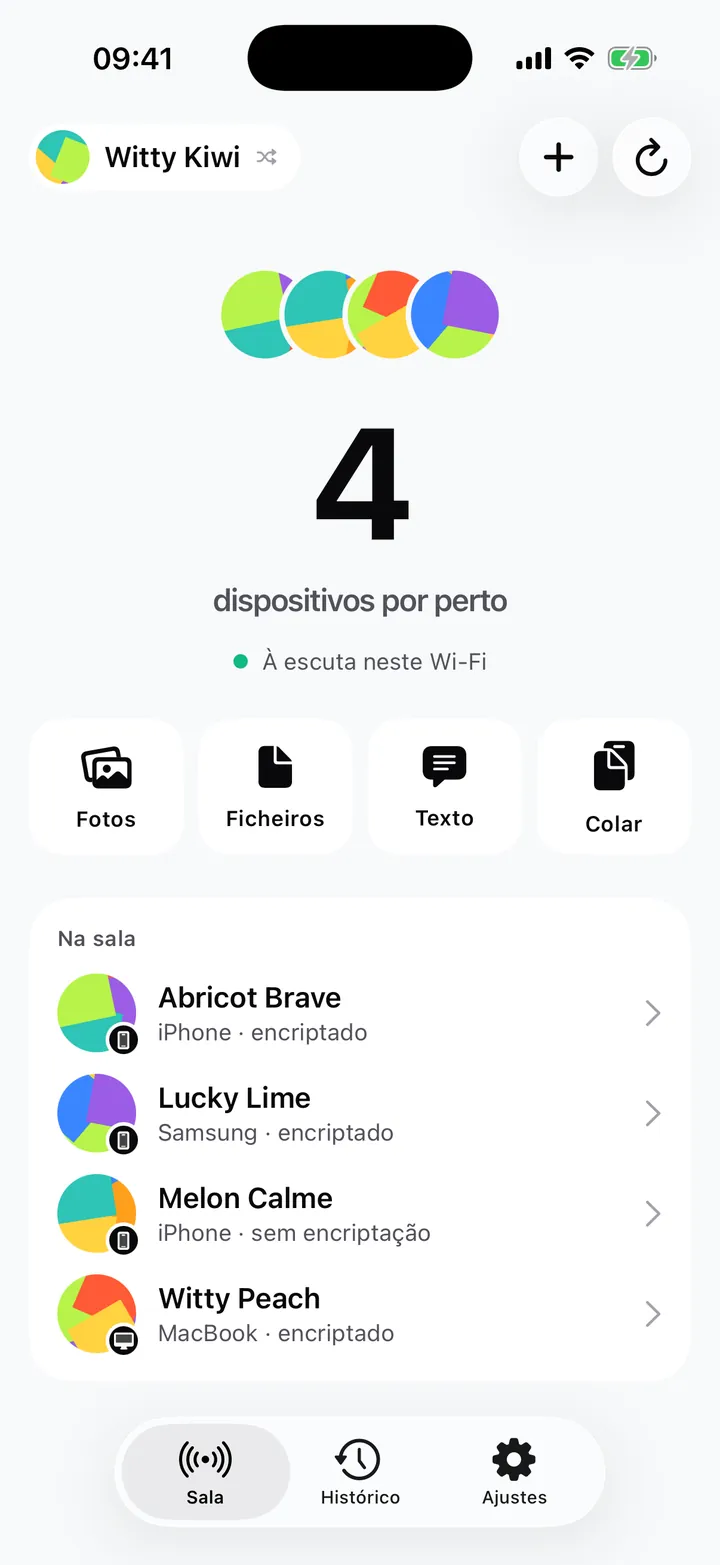 09:41
Witty Kiwi
4
dispositivos por perto
À escuta neste Wi-Fi
Fotos
Ficheiros
Texto
Colar
Na sala
Abricot Brave
iPhone · encriptado
Lucky Lime
Samsung · encriptado
Melon Calme
iPhone · sem encriptação
Witty Peach
MacBook · encriptado
Sala
Histórico
Ajustes